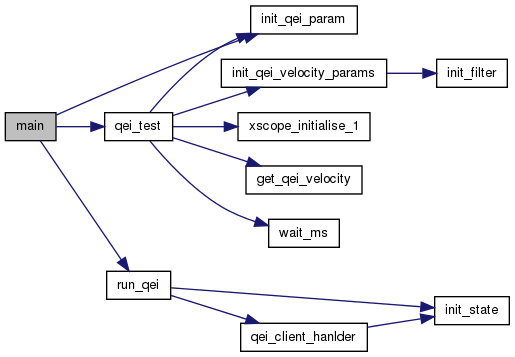 init_qei_param
init_qei_velocity_params
init_filter
main
qei_test
xscope_initialise_1
get_qei_velocity
wait_ms
run_qei
init_state
qei_client_hanlder